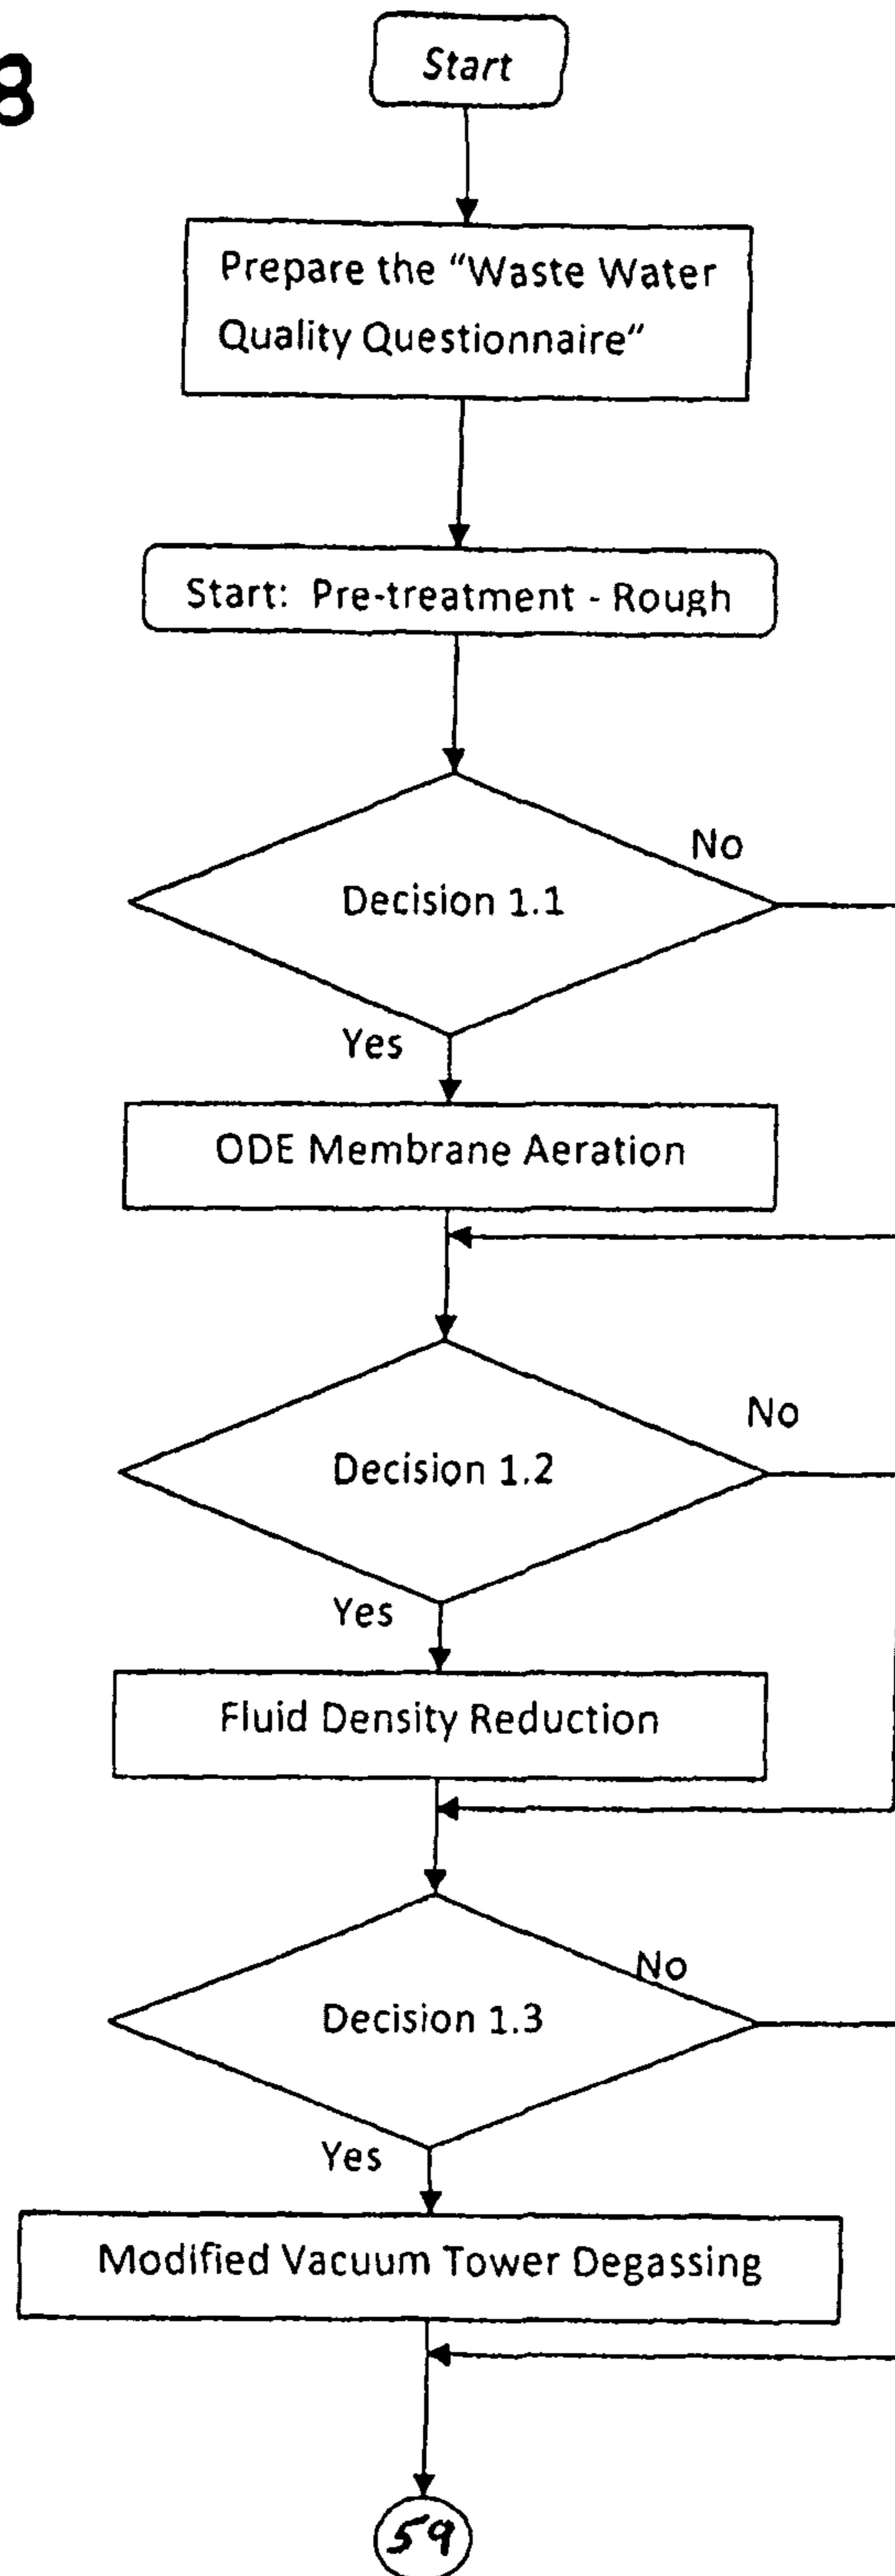 8
Start
Prepare the “Waste Water
Quality Questionnaire”
Start: Pre-treatment - Rough
No
Decision 1.1
Yes
ODE Membrane Aeration
No
Decision 1.2
Yes
Fluid Density Reduction
No
Decision 1.3
Yes
Modified Vacuum Tower Degassing
59